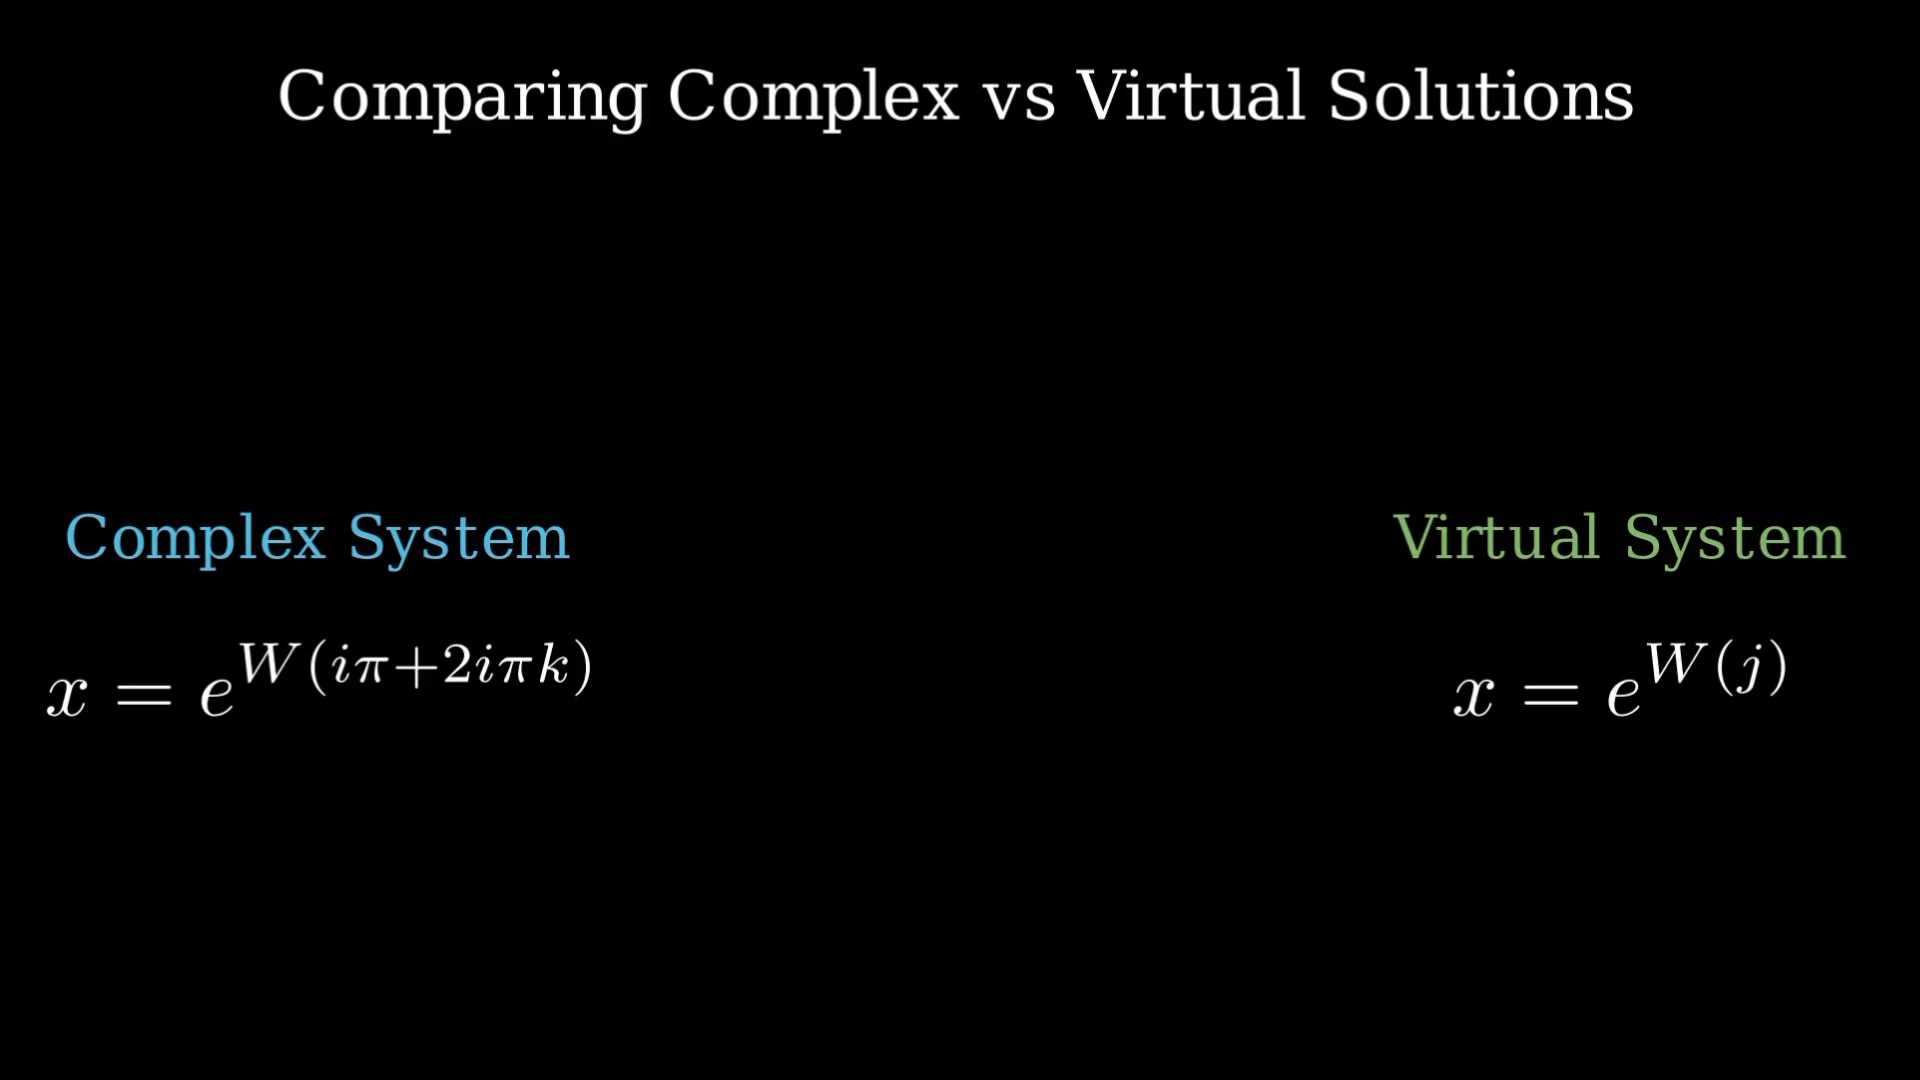 Comparing Complex vs Virtual Solutions
Complex System
Virtual System
x = e^{W(iπ+2iπk)}
x = e^{W(j)}